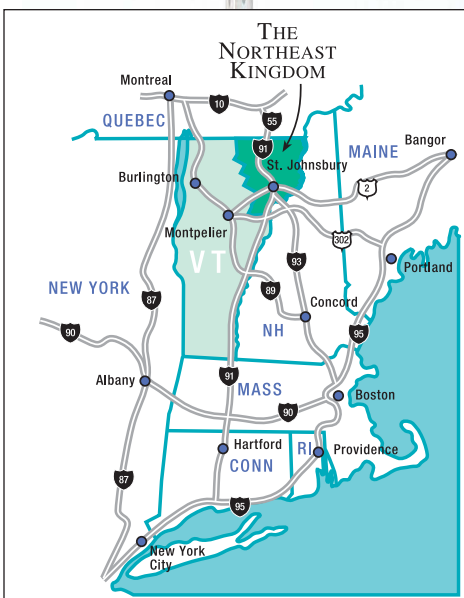 THE
NORTHEAST
KINGDOM
Montreal
10
QUEBEC
55
91
St. Johnsbury
MAINE
Bangor
Burlington
2
Montpelier
302
VT
93
Portland
NEW YORK
87
89
Concord
90
NH
95
91
MASS
Albany
90
Boston
Hartford
RI
Providence
CONN
87
95
New York
City